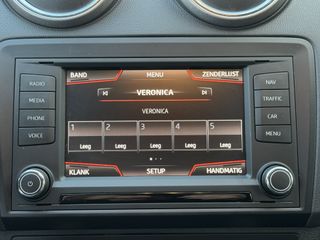 BAND MENU ZENDERLIJST
RADIO NAV
VERONICA
MEDIA TRAFFIC
VERONICA
PHONE CAR
1 2 3 4 5
VOICE MENU
Leeg Leeg Leeg Leeg Leeg
KLANK SETUP HANDMATIG